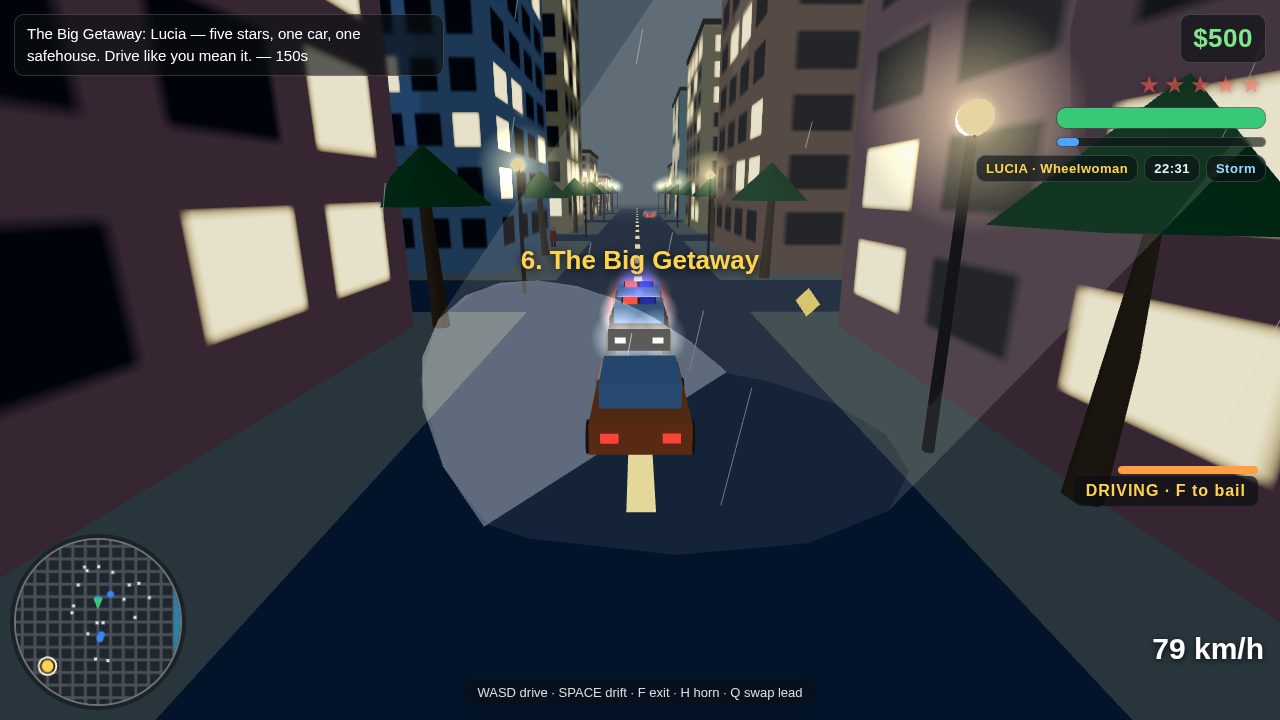 The Big Getaway: Lucia — five stars, one car, one
safehouse. Drive like you mean it. — 150s
$500
★ ★ ★ ★ ★
LUCIA · Wheelwoman
22:31
Storm
6. The Big Getaway
DRIVING · F to bail
79 km/h
WASD drive · SPACE drift · F exit · H horn · Q swap lead